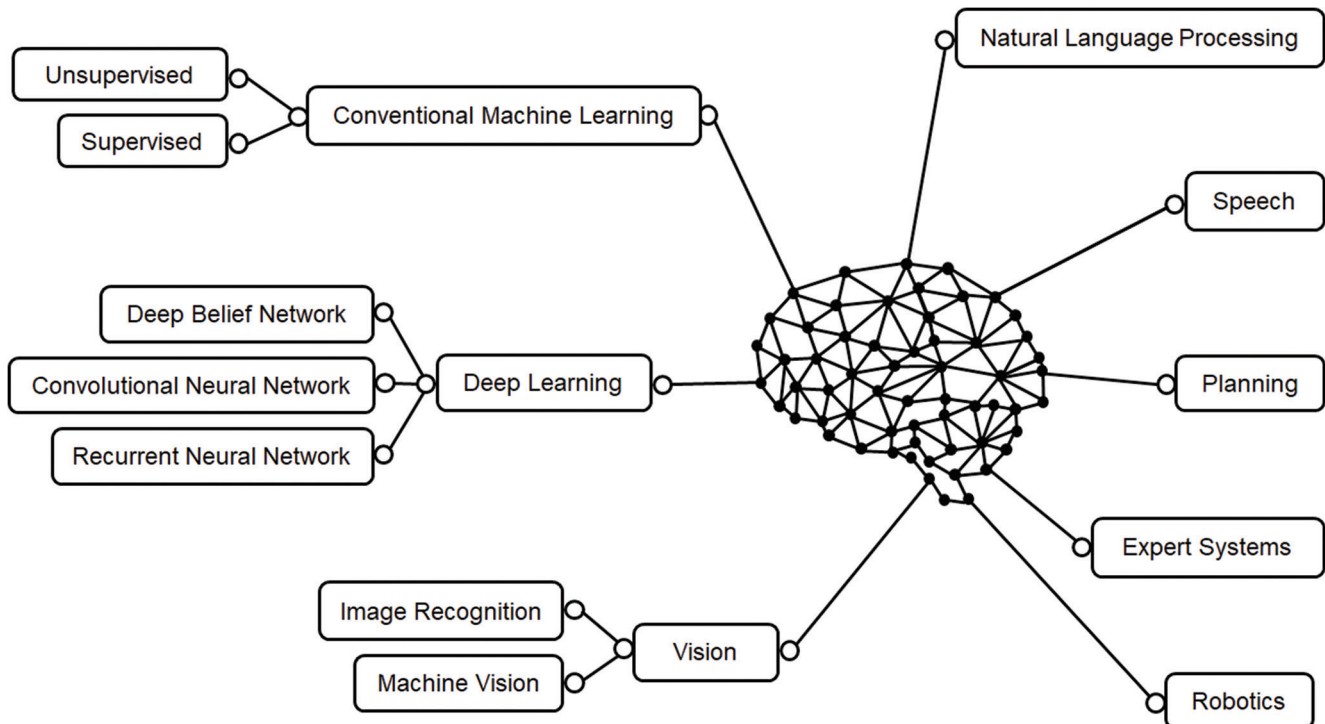 Natural Language Processing
Unsupervised
Conventional Machine Learning
Supervised
Speech
Deep Belief Network
Convolutional Neural Network
Deep Learning
Planning
Recurrent Neural Network
Expert Systems
Image Recognition
Vision
Machine Vision
Robotics